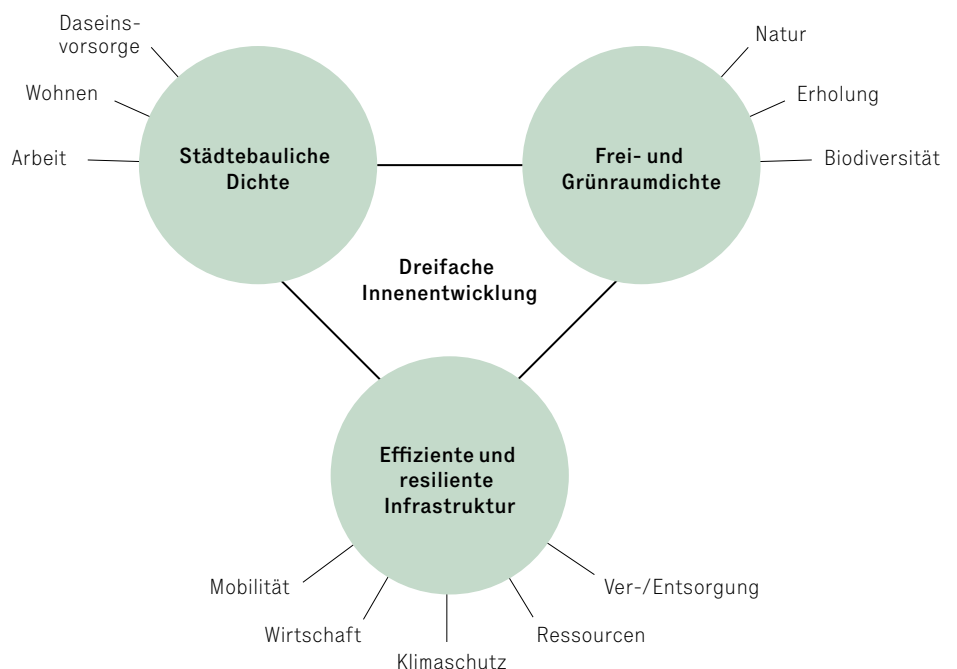 Daseins-
vorsorge
Wohnen
Arbeit
Städtebauliche
Dichte
Natur
Erholung
Biodiversität
Frei- und
Grünraumdichte
Dreifache
Innenentwicklung
Effiziente und
resiliente
Infrastruktur
Mobilität
Wirtschaft
Klimaschutz
Ressourcen
Ver-/Entsorgung